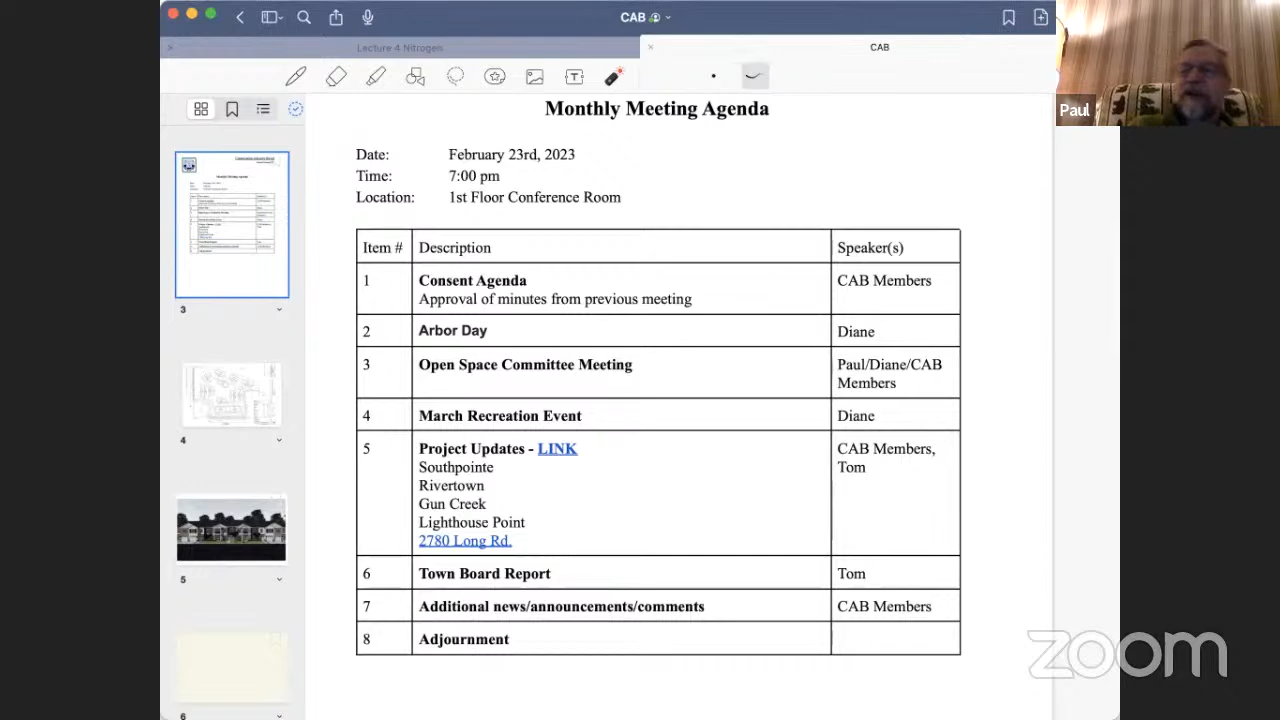 CAB
Lecture 4 Nitrogels
CAB
Paul
Monthly Meeting Agenda
Date: February 23rd, 2023
Time: 7:00 pm
Location: 1st Floor Conference Room
Item # Description Speaker(s)
1 Consent Agenda CAB Members
Approval of minutes from previous meeting
2 Arbor Day Diane
3 Open Space Committee Meeting Paul/Diane/CAB
Members
4 March Recreation Event Diane
5 Project Updates - LINK CAB Members,
Southpointe Tom
Rivertown
Gun Creek
Lighthouse Point
2780 Long Rd.
6 Town Board Report Tom
7 Additional news/announcements/comments CAB Members
8 Adjournment
3
4
5
6
zoom